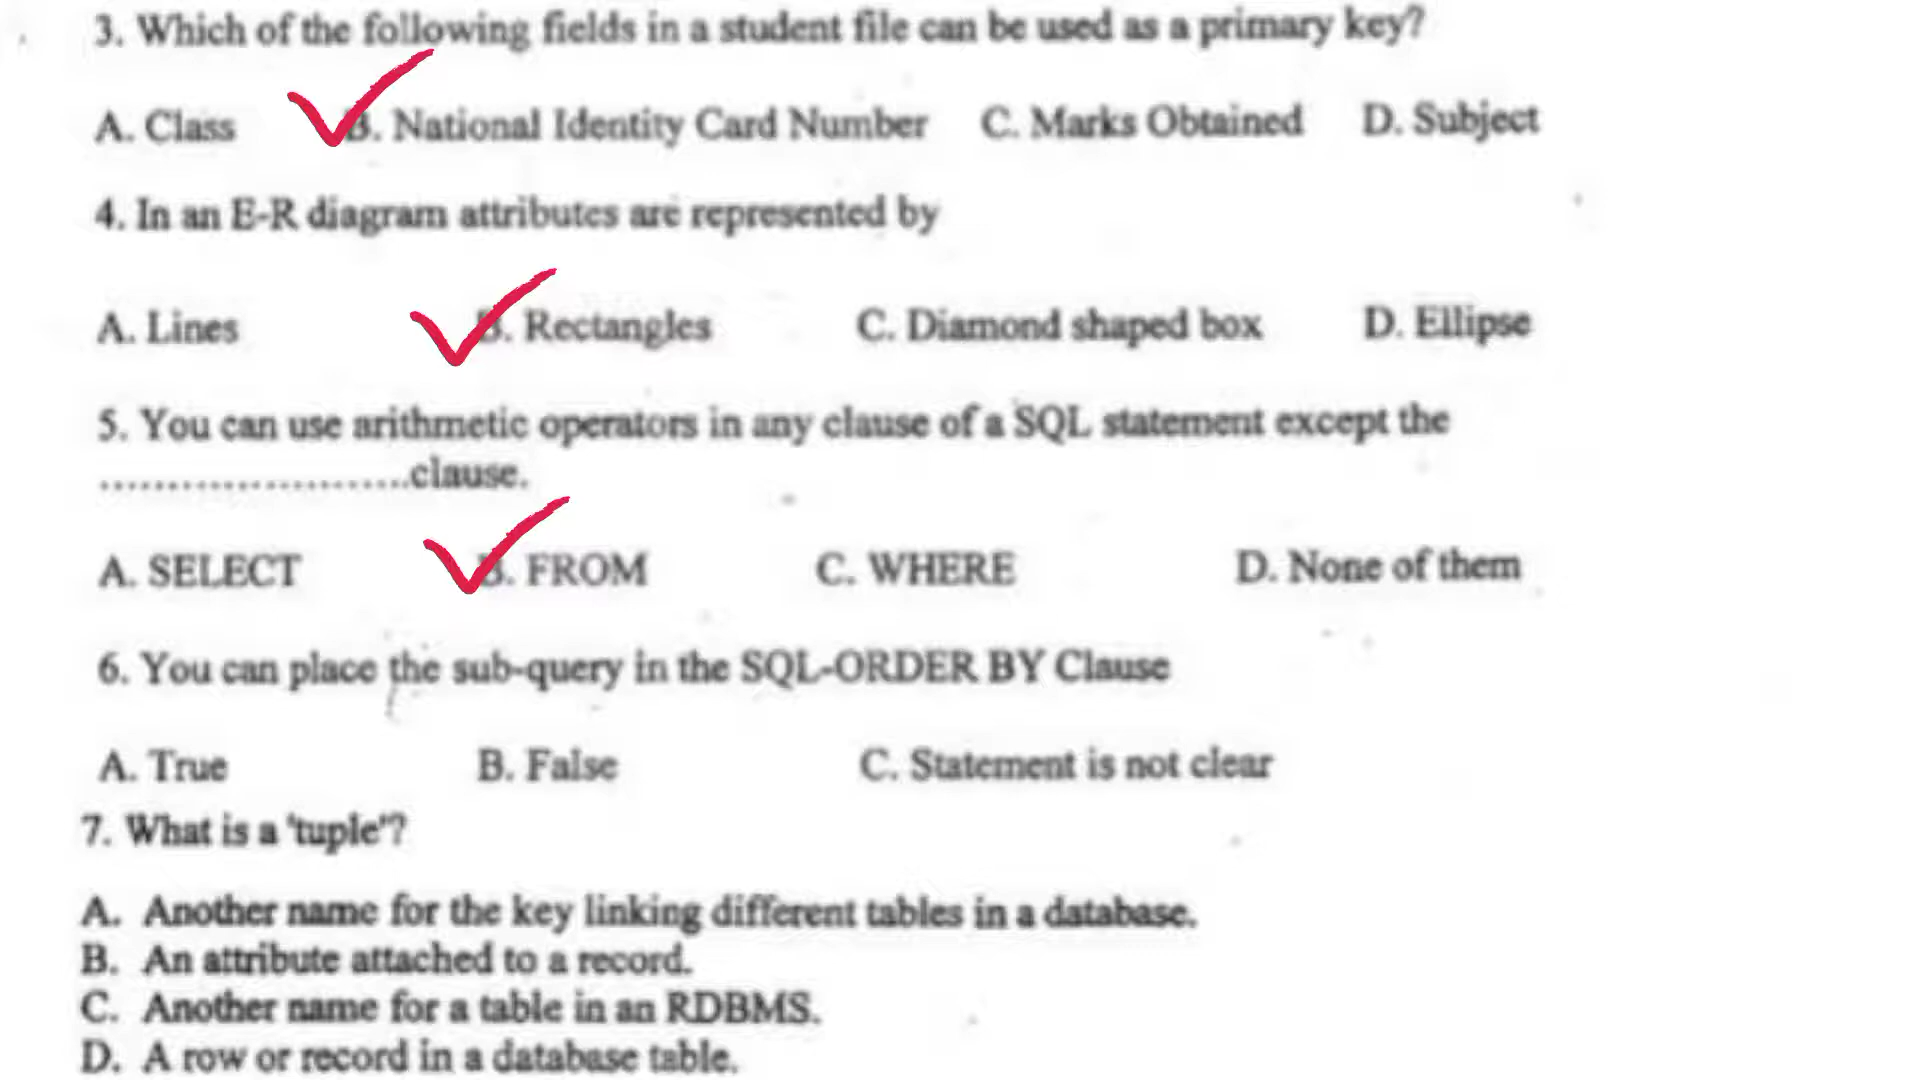 3. Which of the following fields in a student file can be used as a primary key?
A. Class B. National Identity Card Number C. Marks Obtained D. Subject
4. In an E-R diagram attributes are represented by
A. Lines B. Rectangles C. Diamond shaped box D. Ellipse
5. You can use arithmetic operators in any clause of a SQL statement except the
........................clause.
A. SELECT B. FROM C. WHERE D. None of them
6. You can place the sub-query in the SQL-ORDER BY Clause
A. True B. False C. Statement is not clear
7. What is a 'tuple'?
A. Another name for the key linking different tables in a database.
B. An attribute attached to a record.
C. Another name for a table in an RDBMS.
D. A row or record in a database table.